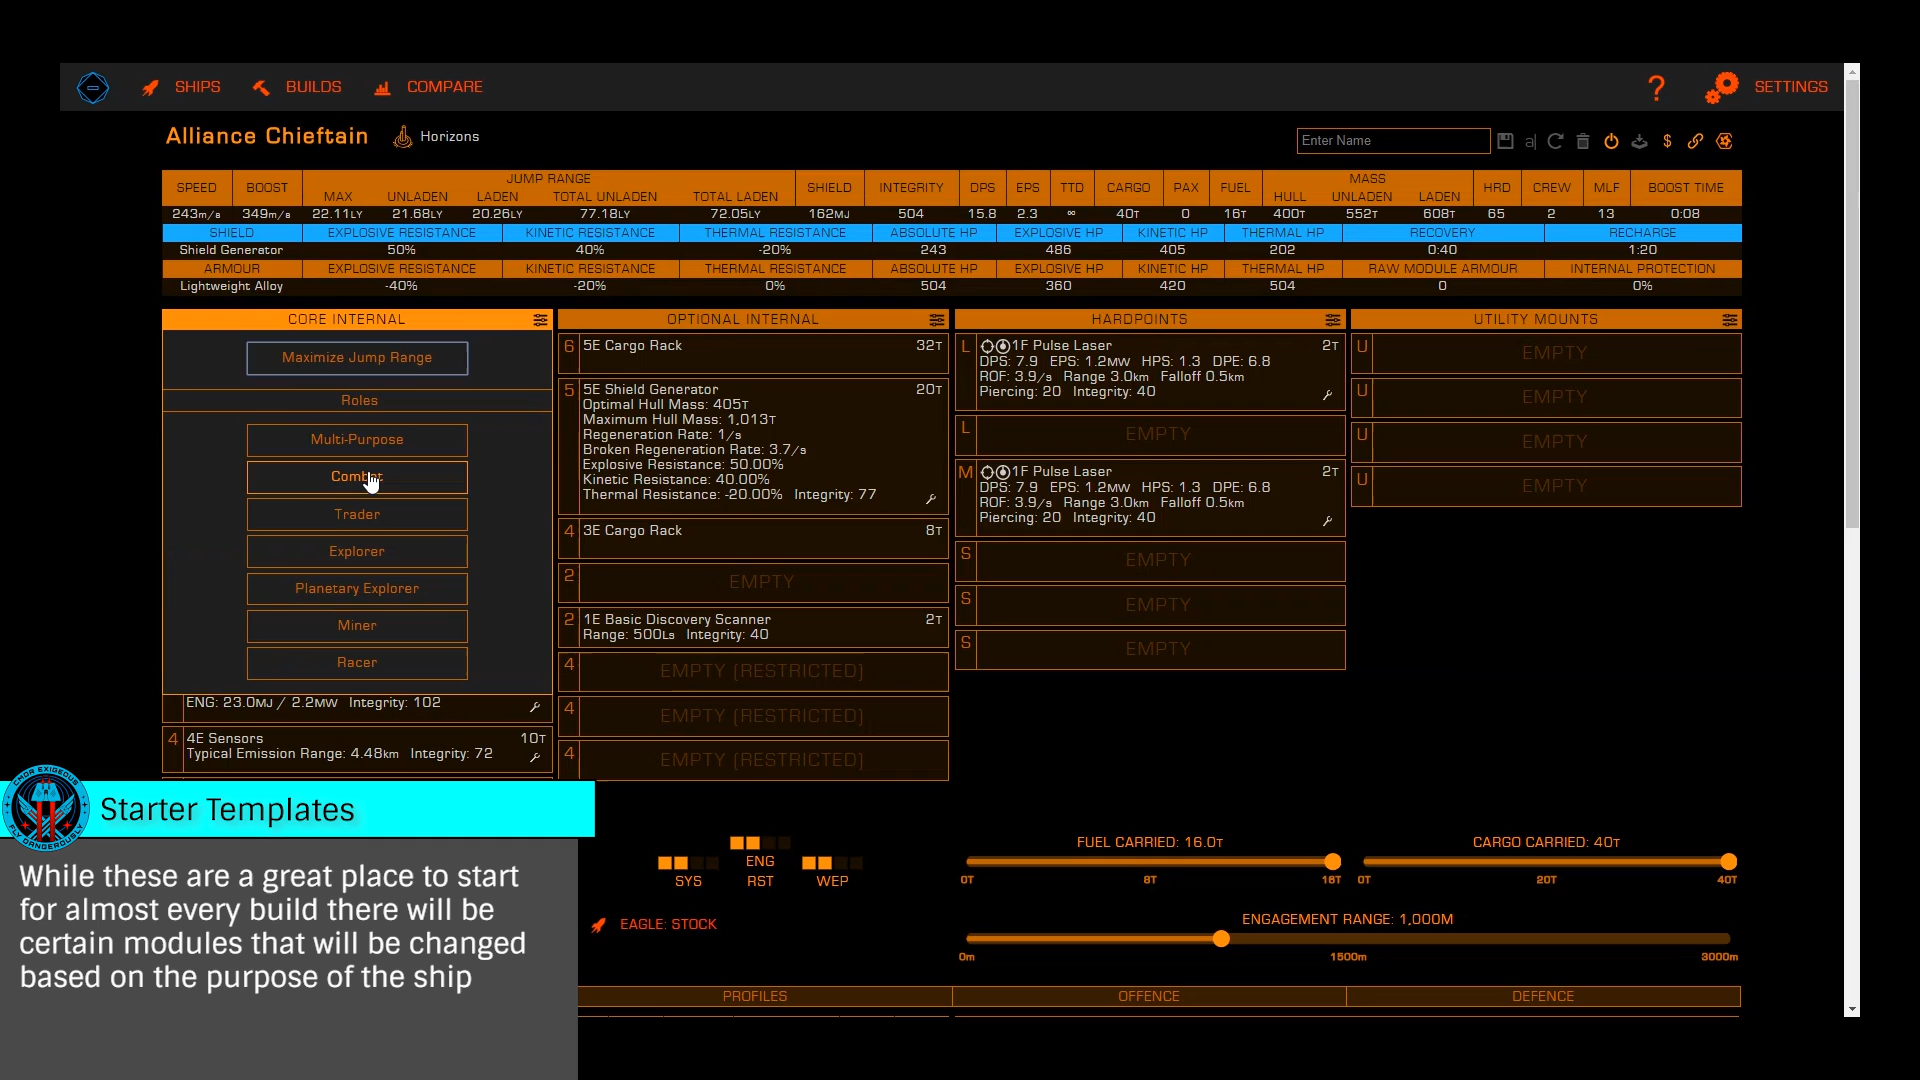 SHIPS BUILDS COMPARE ? SETTINGS
Alliance Chieftain Horizons Enter Name a| $
SPEED BOOST JUMP RANGE SHIELD INTEGRITY DPS EPS TTD CARGO PAX FUEL MASS HRD CREW MLF BOOST TIME
MAX UNLADEN LADEN TOTAL UNLADEN TOTAL LADEN HULL UNLADEN LADEN
243m/s 349m/s 22.11LY 21.68LY 20.26LY 77.18LY 72.05LY 162MJ 504 15.8 2.3 ∞ 40T 0 16T 400T 552T 608T 65 2 13 0:08
SHIELD EXPLOSIVE RESISTANCE KINETIC RESISTANCE THERMAL RESISTANCE ABSOLUTE HP EXPLOSIVE HP KINETIC HP THERMAL HP RECOVERY RECHARGE
Shield Generator 50% 40% -20% 243 486 405 202 0:40 1:20
ARMOUR EXPLOSIVE RESISTANCE KINETIC RESISTANCE THERMAL RESISTANCE ABSOLUTE HP EXPLOSIVE HP KINETIC HP THERMAL HP RAW MODULE ARMOUR INTERNAL PROTECTION
Lightweight Alloy -40% -20% 0% 504 360 420 504 0 0%
CORE INTERNAL
Maximize Jump Range
Roles
Multi-Purpose
Combat
Trader
Explorer
Planetary Explorer
Miner
Racer
ENG: 23.0MJ / 2.2MW Integrity: 102
4 4E Sensors 10T
Typical Emission Range: 4.48km Integrity: 72
OPTIONAL INTERNAL
6 5E Cargo Rack 32T
5 5E Shield Generator 20T
Optimal Hull Mass: 405T
Maximum Hull Mass: 1,013T
Regeneration Rate: 1/s
Broken Regeneration Rate: 3.7/s
Explosive Resistance: 50.00%
Kinetic Resistance: 40.00%
Thermal Resistance: -20.00% Integrity: 77
4 3E Cargo Rack 8T
2 EMPTY
2 1E Basic Discovery Scanner 2T
Range: 500Ls Integrity: 40
4 EMPTY (RESTRICTED)
4 EMPTY (RESTRICTED)
4 EMPTY (RESTRICTED)
HARDPOINTS
L 1F Pulse Laser 2T
DPS: 7.9 EPS: 1.2MW HPS: 1.3 DPE: 6.8
ROF: 3.9/s Range 3.0km Falloff 0.5km
Piercing: 20 Integrity: 40
L EMPTY
M 1F Pulse Laser 2T
DPS: 7.9 EPS: 1.2MW HPS: 1.3 DPE: 6.8
ROF: 3.9/s Range 3.0km Falloff 0.5km
Piercing: 20 Integrity: 40
S EMPTY
S EMPTY
S EMPTY
UTILITY MOUNTS
U EMPTY
U EMPTY
U EMPTY
U EMPTY
CMDR EXIGEOUS
FLY DANGEROUSLY
Starter Templates
While these are a great place to start
for almost every build there will be
certain modules that will be changed
based on the purpose of the ship
ENG
SYS RST WEP
EAGLE: STOCK
FUEL CARRIED: 16.0T
0T 8T 16T
CARGO CARRIED: 40T
0T 20T 40T
ENGAGEMENT RANGE: 1,000M
0m 1500m 3000m
PROFILES OFFENCE DEFENCE